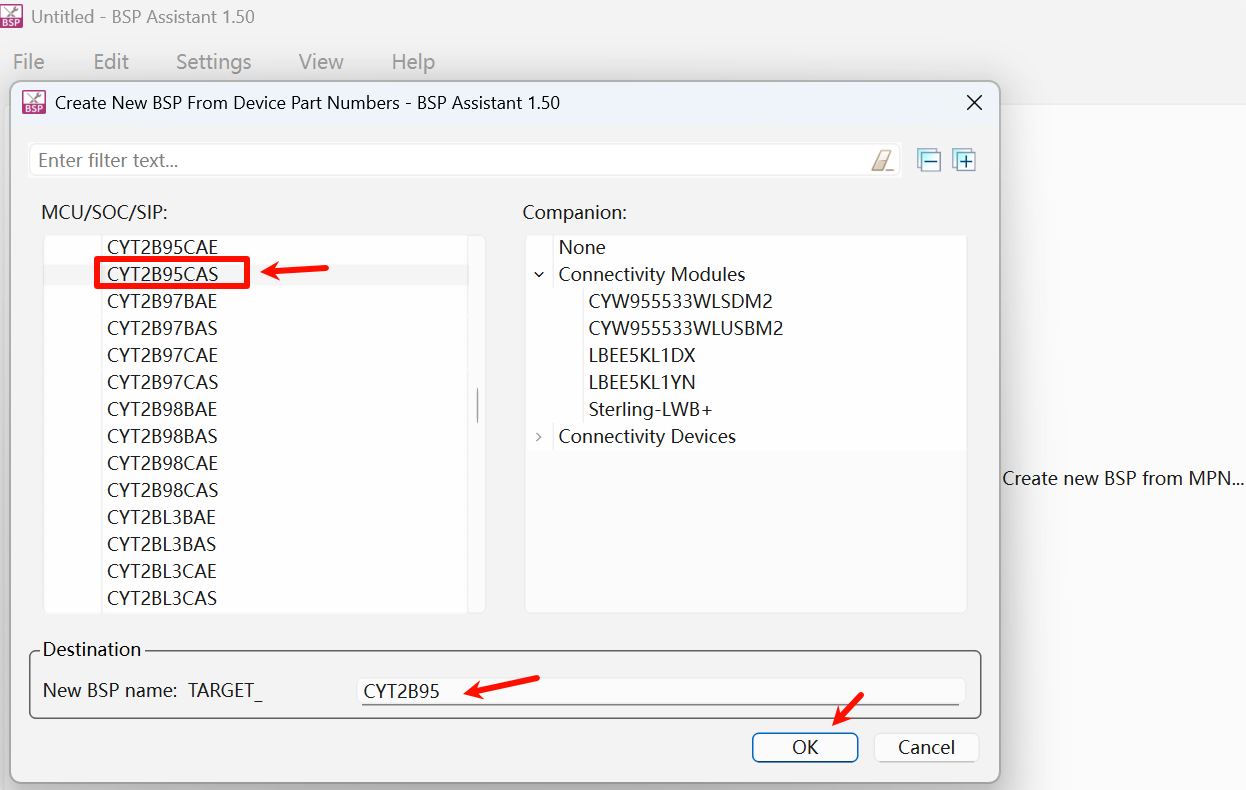 BSP
Untitled - BSP Assistant 1.50
File Edit Settings View Help
BSP
Create New BSP From Device Part Numbers - BSP Assistant 1.50
Enter filter text...
MCU/SOC/SIP:
CYT2B95CAE
CYT2B95CAS
CYT2B97BAE
CYT2B97BAS
CYT2B97CAE
CYT2B97CAS
CYT2B98BAE
CYT2B98BAS
CYT2B98CAE
CYT2B98CAS
CYT2BL3BAE
CYT2BL3BAS
CYT2BL3CAE
CYT2BL3CAS
Companion:
None
Connectivity Modules
CYW955533WLSDM2
CYW955533WLUSBM2
LBEE5KL1DX
LBEE5KL1YN
Sterling-LWB+
Connectivity Devices
Create new BSP from MPN...
Destination
New BSP name: TARGET_ CYT2B95
OK Cancel